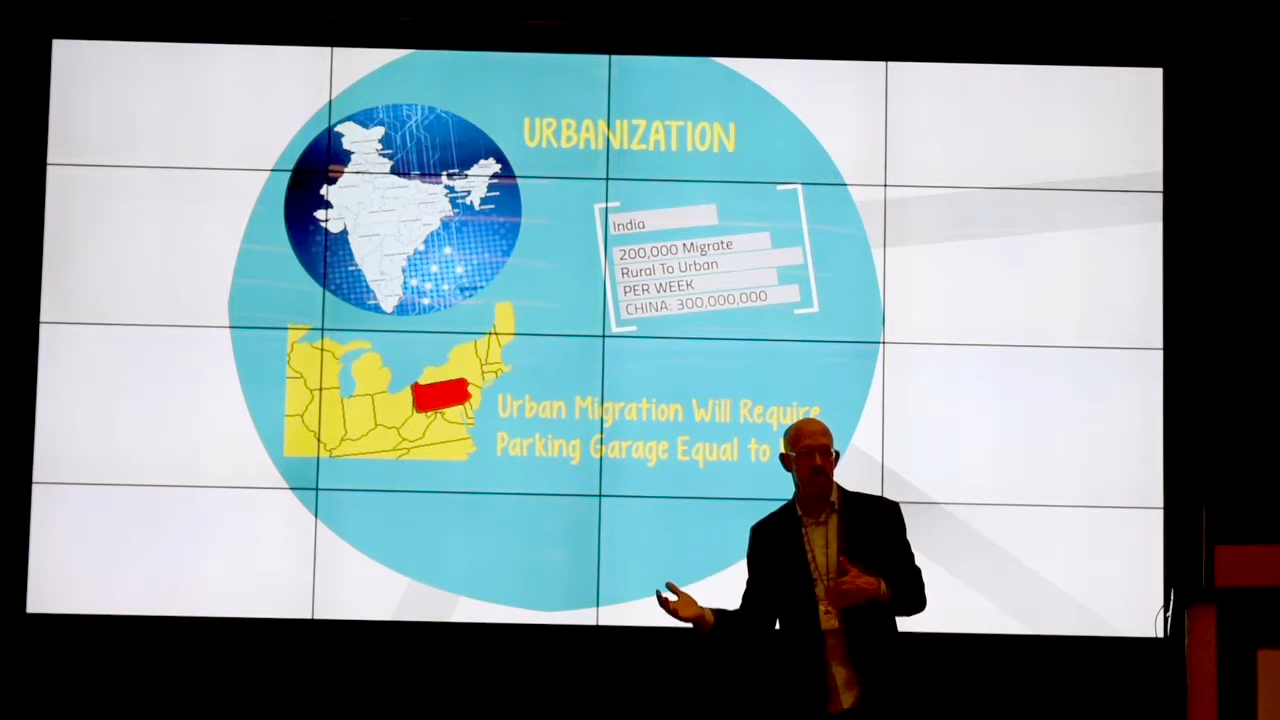 URBANIZATION
India
200,000 Migrate
Rural To Urban
PER WEEK
CHINA: 300,000,000
Urban Migration Will Require
Parking Garage Equal to